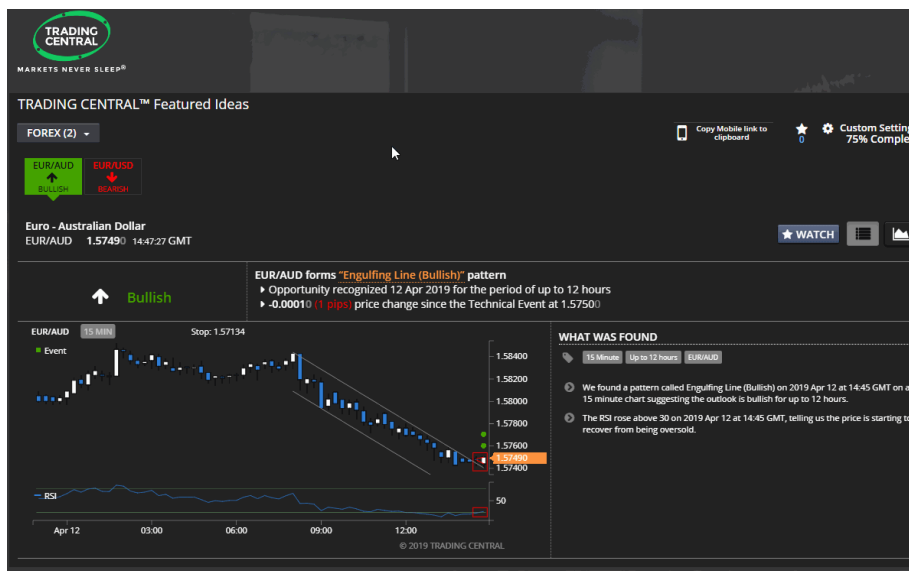 TRADING
CENTRAL
MARKETS NEVER SLEEP®
TRADING CENTRAL™ Featured Ideas
FOREX (2)
Copy Mobile link to
clipboard
0
Custom Setting
75% Comple
EUR/AUD
BULLISH
EUR/USD
BEARISH
Euro - Australian Dollar
EUR/AUD 1.57490 14:47:27 GMT
WATCH
Bullish
EUR/AUD forms "Engulfing Line (Bullish)" pattern
Opportunity recognized 12 Apr 2019 for the period of up to 12 hours
-0.00010 (1 pips) price change since the Technical Event at 1.57500
EUR/AUD 15 MIN Stop: 1.57134
Event
1.58400
1.58200
1.58000
1.57800
1.57600
1.57490
1.57400
RSI
50
Apr 12 03:00 06:00 09:00 12:00
© 2019 TRADING CENTRAL
WHAT WAS FOUND
15 Minute Up to 12 hours EUR/AUD
We found a pattern called Engulfing Line (Bullish) on 2019 Apr 12 at 14:45 GMT on a
15 minute chart suggesting the outlook is bullish for up to 12 hours.
The RSI rose above 30 on 2019 Apr 12 at 14:45 GMT, telling us the price is starting to
recover from being oversold.